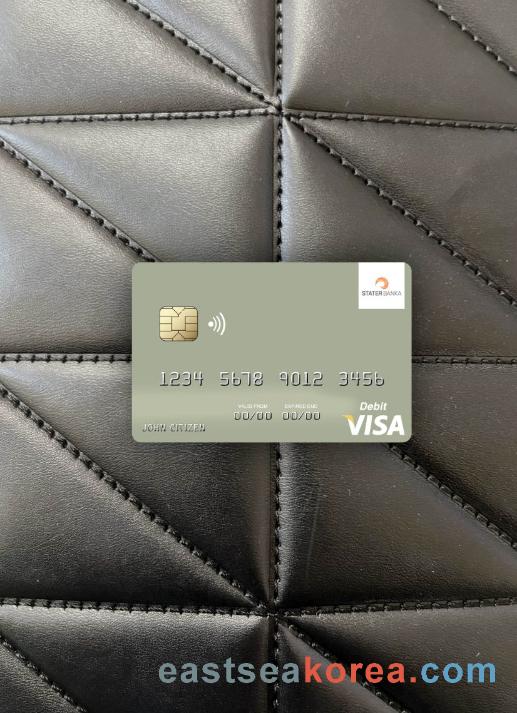 STATER BANKA
1234 5678 9012 3456
VALID FROM
EXPIRES END
00/00 00/00
Debit
VISA
JOHN CITIZEN
eastseakorea.com